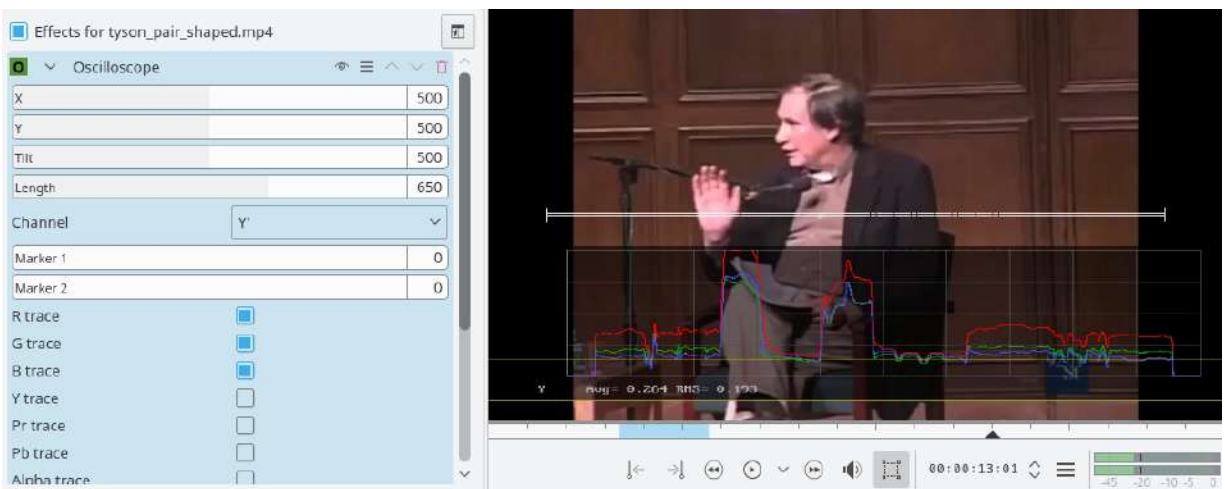 Effects for tyson_pair_shaped.mp4
O Oscilloscope
X 500
Y 500
Tilt 500
Length 650
Channel Y'
Marker 1 0
Marker 2 0
R trace
G trace
B trace
Y trace
Pr trace
Pb trace
Alpha trace
Y Avg= 0.264 RMS= 0.193
00:00:13:01
-45 -20 -10 -5 0